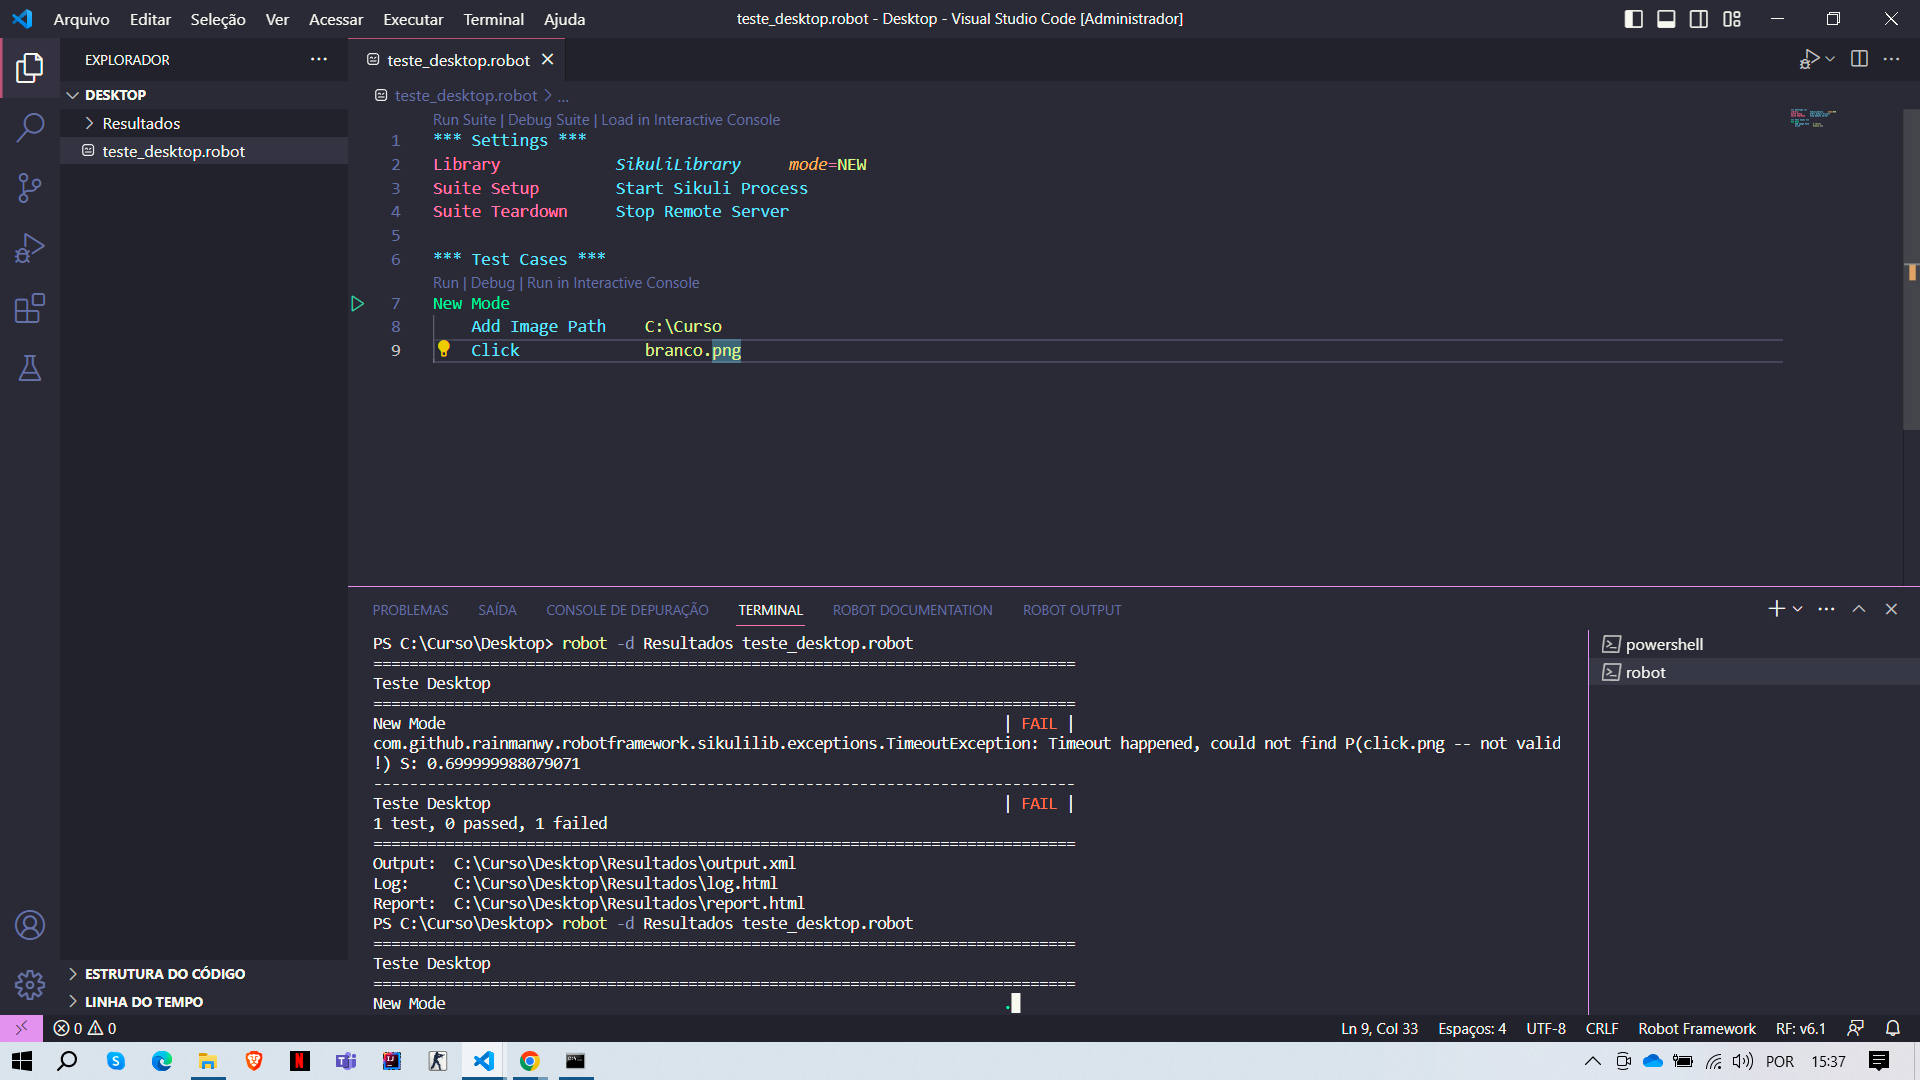 Arquivo Editar Seleção Ver Acessar Executar Terminal Ajuda
teste_desktop.robot - Desktop - Visual Studio Code [Administrador]
EXPLORADOR
DESKTOP
Resultados
teste_desktop.robot
ESTRUTURA DO CÓDIGO
LINHA DO TEMPO
teste_desktop.robot
teste_desktop.robot > ...
Run Suite | Debug Suite | Load in Interactive Console
1 *** Settings ***
2 Library SikuliLibrary mode=NEW
3 Suite Setup Start Sikuli Process
4 Suite Teardown Stop Remote Server
5
6 *** Test Cases ***
Run | Debug | Run in Interactive Console
7 New Mode
8 Add Image Path C:\Curso
9 Click branco.png
PROBLEMAS SAÍDA CONSOLE DE DEPURAÇÃO TERMINAL ROBOT DOCUMENTATION ROBOT OUTPUT
PS C:\Curso\Desktop> robot -d Resultados teste_desktop.robot
==============================================================================
Teste Desktop
==============================================================================
New Mode | FAIL |
com.github.rainmanwy.robotframework.sikulilib.exceptions.TimeoutException: Timeout happened, could not find P(click.png -- not valid
!) S: 0.699999988079071
------------------------------------------------------------------------------
Teste Desktop | FAIL |
1 test, 0 passed, 1 failed
==============================================================================
Output: C:\Curso\Desktop\Resultados\output.xml
Log: C:\Curso\Desktop\Resultados\log.html
Report: C:\Curso\Desktop\Resultados\report.html
PS C:\Curso\Desktop> robot -d Resultados teste_desktop.robot
==============================================================================
Teste Desktop
==============================================================================
New Mode .
powershell
robot
0 0
Ln 9, Col 33 Espaços: 4 UTF-8 CRLF Robot Framework RF: v6.1
POR 15:37